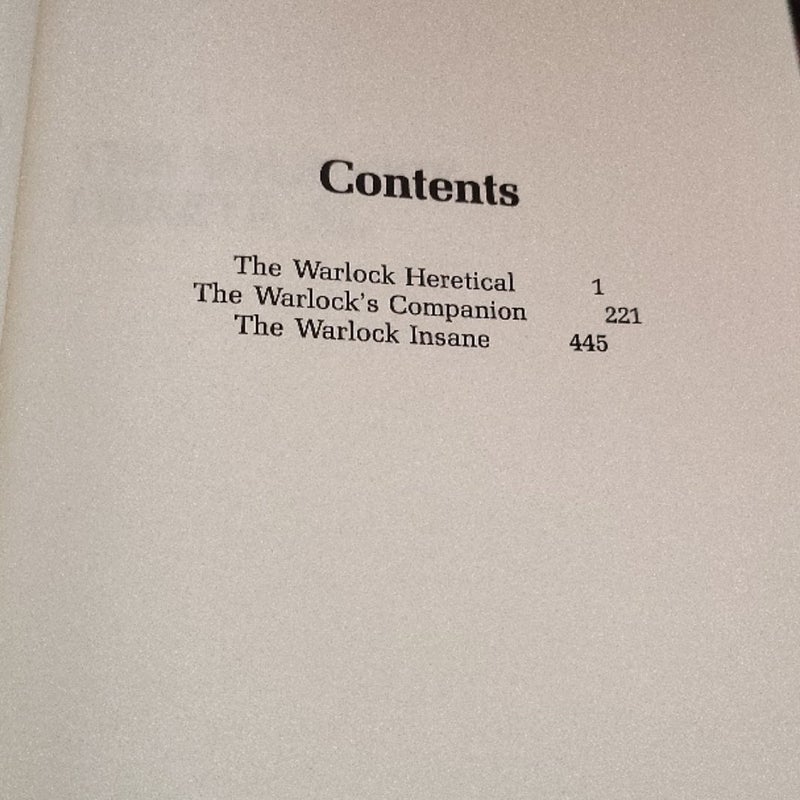 Contents
The Warlock Heretical 1
The Warlock's Companion 221
The Warlock Insane 445